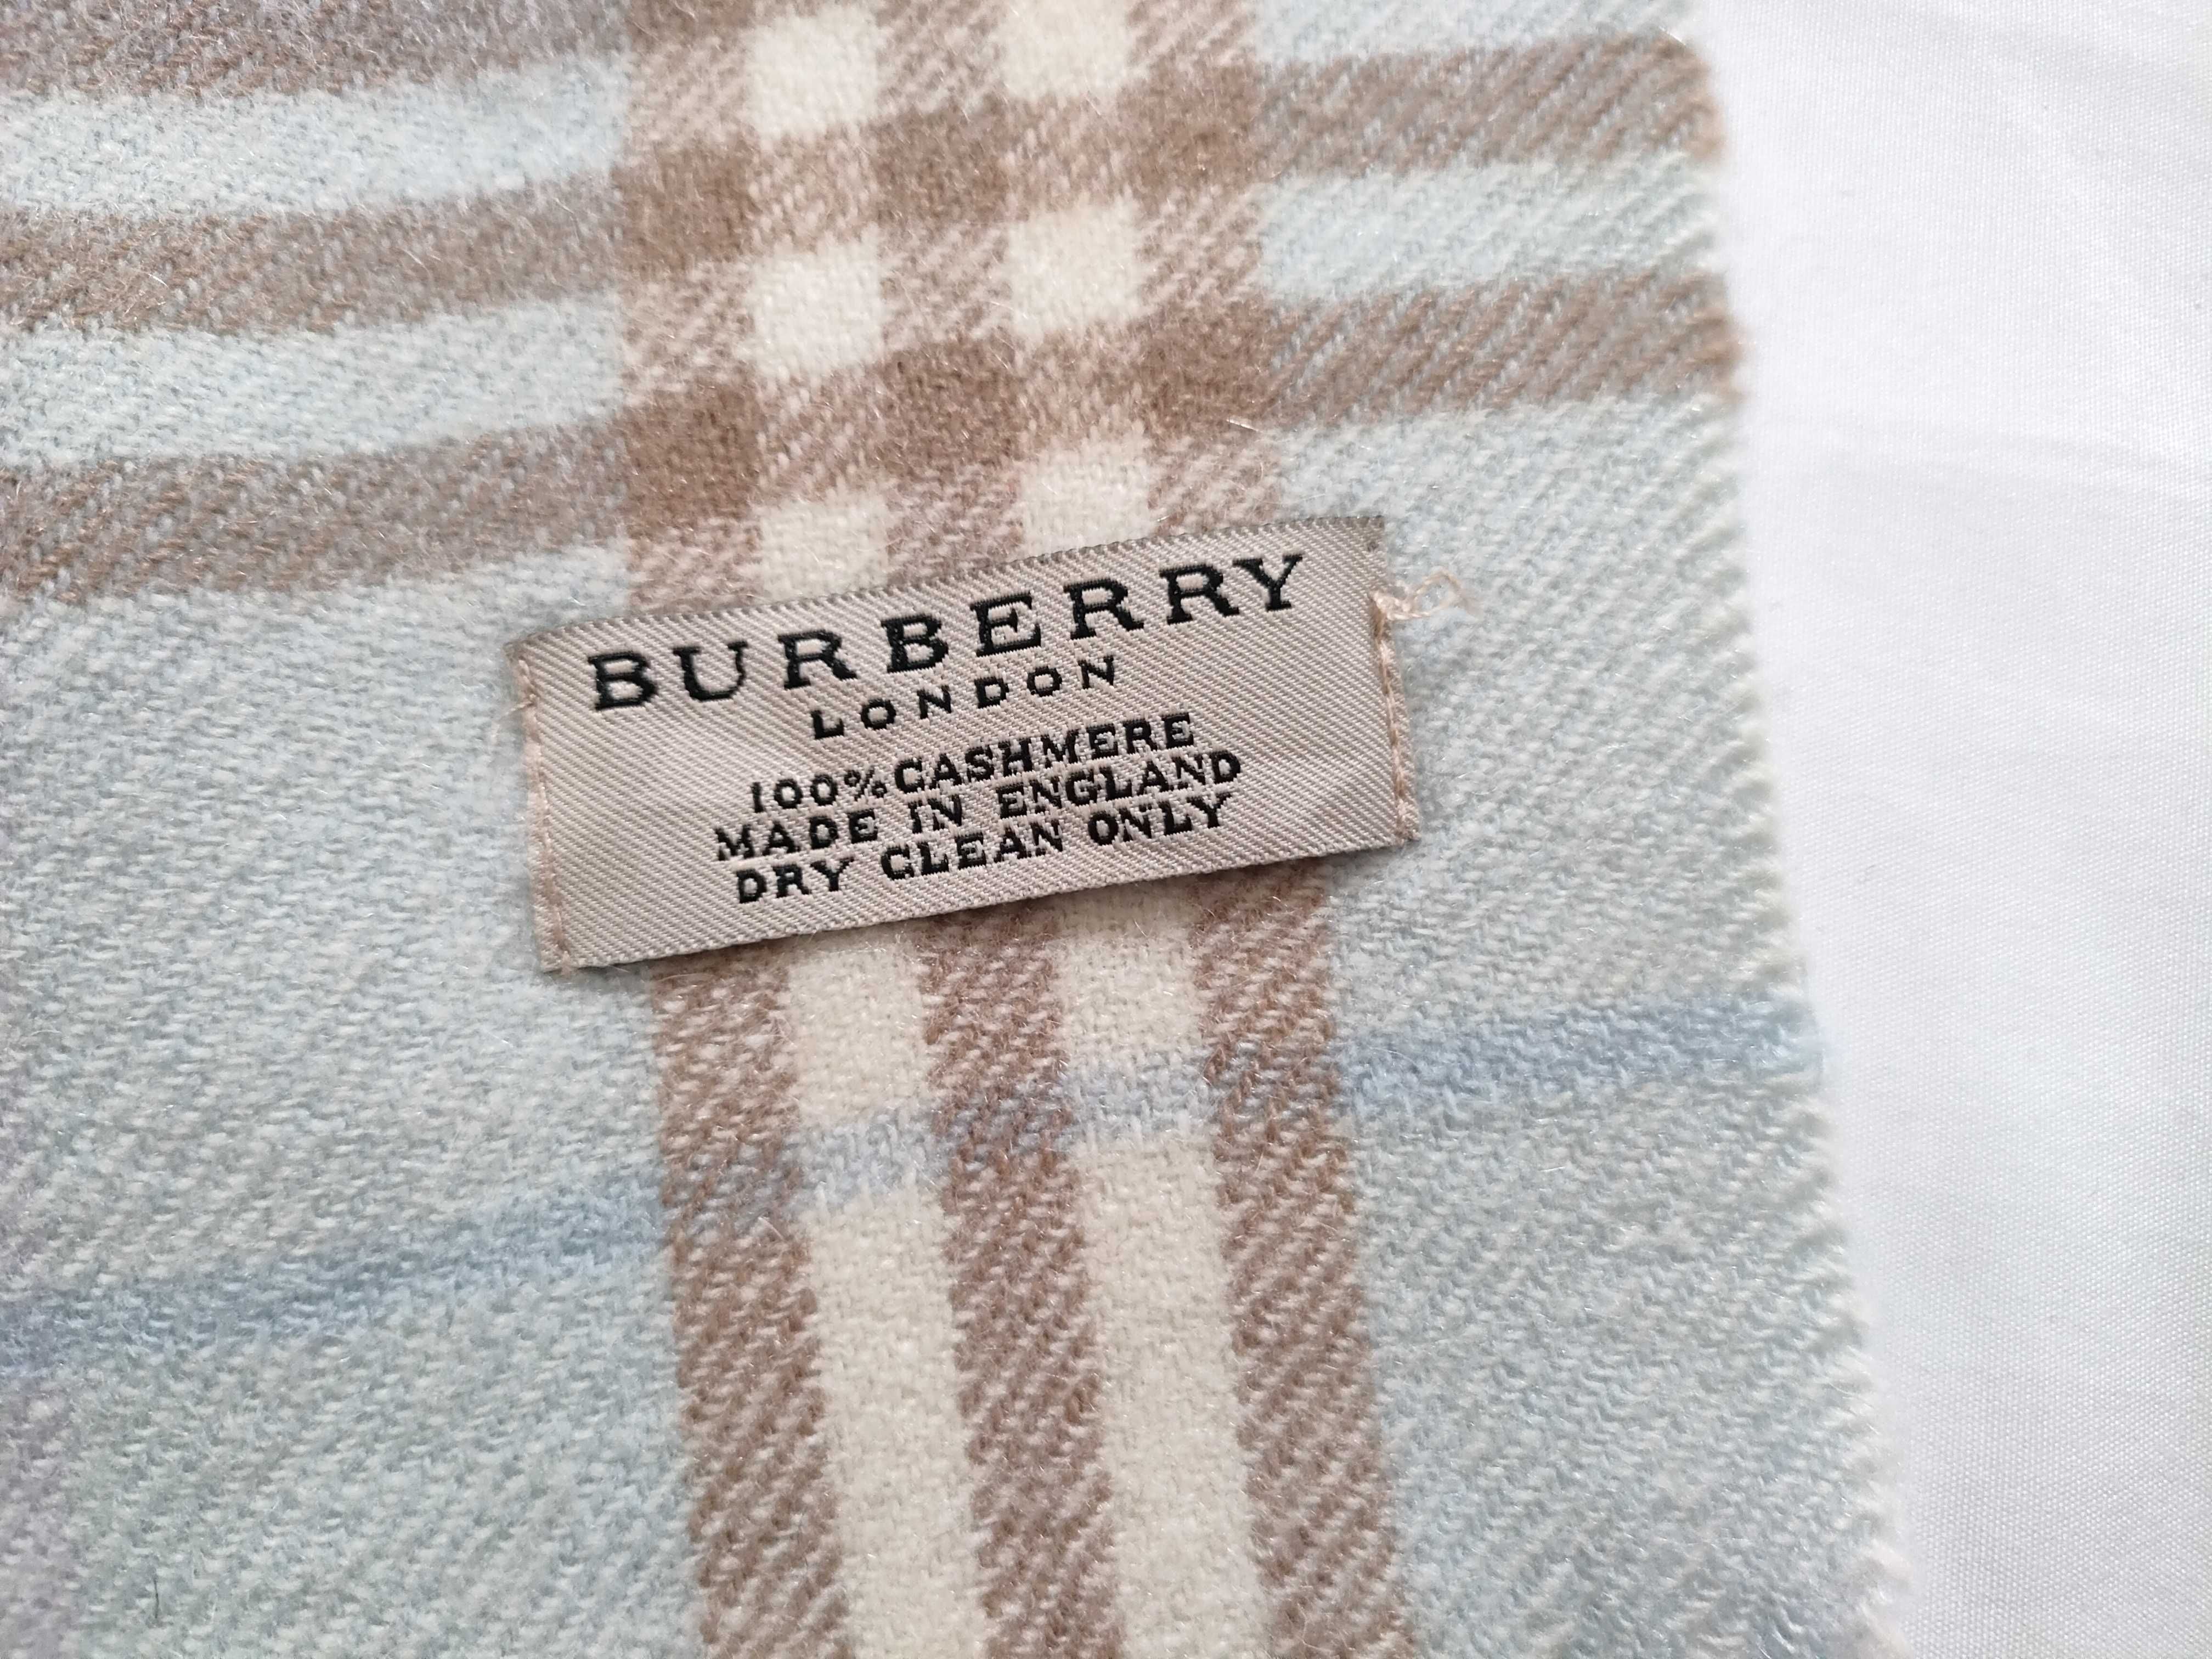 BURBERRY
LONDON
100% CASHMERE
MADE IN ENGLAND
DRY CLEAN ONLY